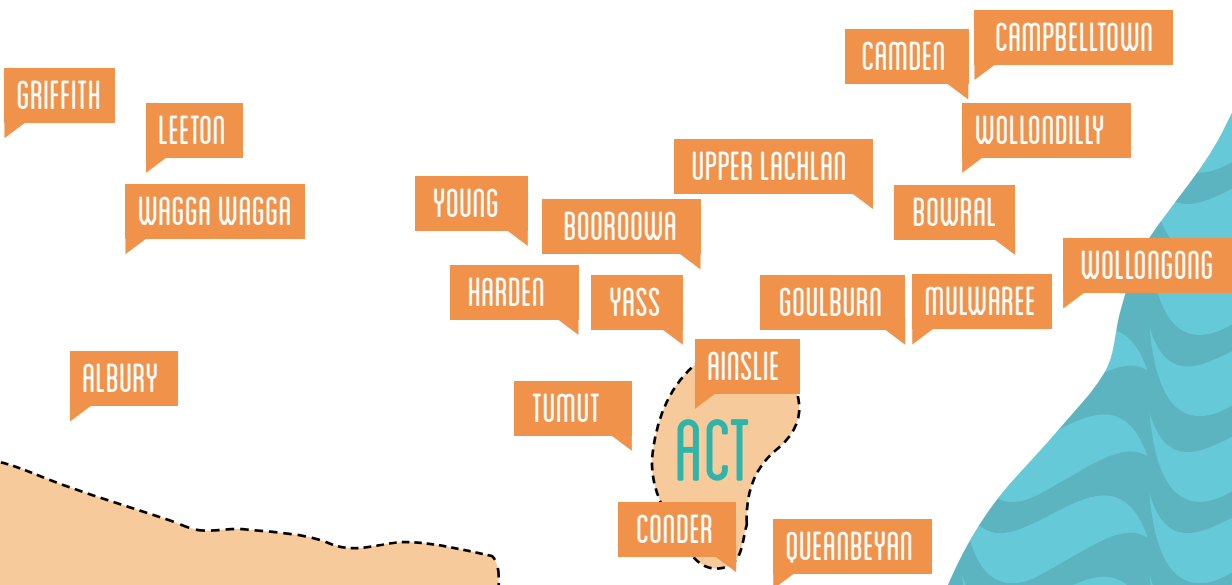 CAMPBELLTOWN
CAMDEN
GRIFFITH
LEETON
WOLLONDILLY
UPPER LACHLAN
YOUNG
WAGGA WAGGA
BOWRAL
BOOROOWA
WOLLONGONG
HARDEN
YASS
GOULBURN
MULWAREE
AINSLIE
ALBURY
TUMUT
ACT
CONDER
QUEANBEYAN